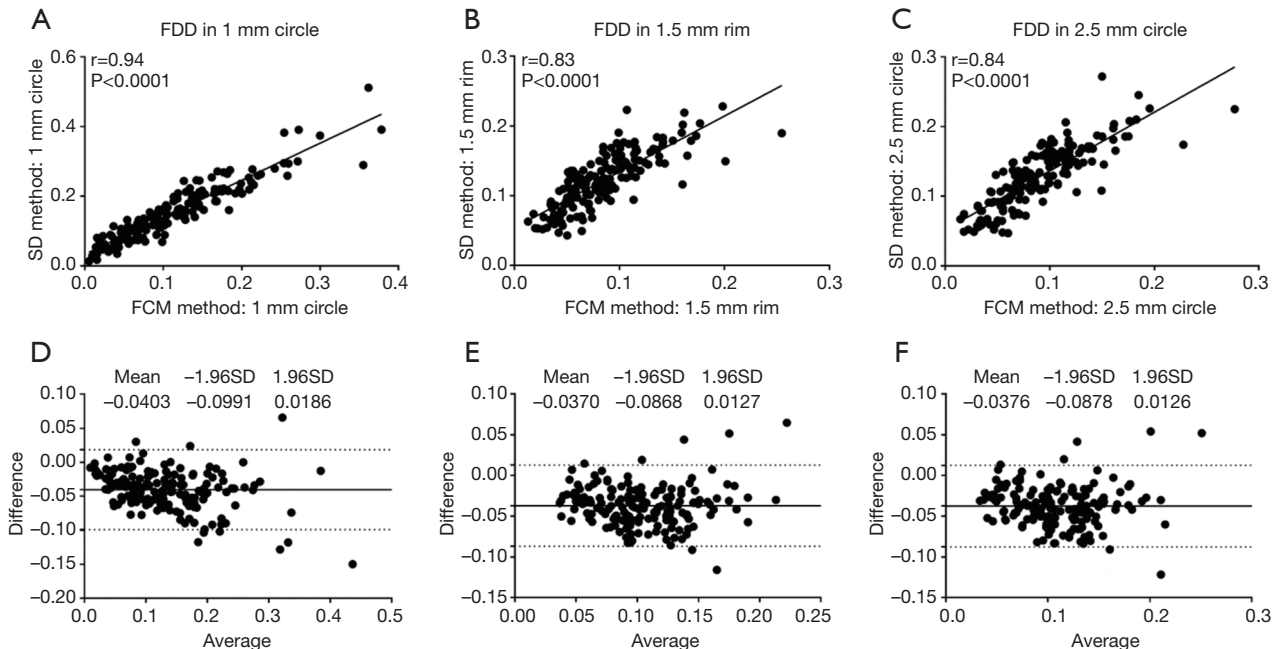 A
FDD in 1 mm circle
r=0.94
P<0.0001
SD method: 1 mm circle
0.6
0.4
0.2
0.0
0.0 0.1 0.2 0.3 0.4
FCM method: 1 mm circle
B
FDD in 1.5 mm rim
r=0.83
P<0.0001
SD method: 1.5 mm rim
0.3
0.2
0.1
0.0
0.0 0.1 0.2 0.3
FCM method: 1.5 mm rim
C
FDD in 2.5 mm circle
r=0.84
P<0.0001
SD method: 2.5 mm circle
0.3
0.2
0.1
0.0
0.0 0.1 0.2 0.3
FCM method: 2.5 mm circle
D
Mean −1.96SD 1.96SD
−0.0403 −0.0991 0.0186
Difference
0.10
0.05
0.00
−0.05
−0.10
−0.15
−0.20
0.0 0.1 0.2 0.3 0.4 0.5
Average
E
Mean −1.96SD 1.96SD
−0.0370 −0.0868 0.0127
Difference
0.10
0.05
0.00
−0.05
−0.10
−0.15
0.00 0.05 0.10 0.15 0.20 0.25
Average
F
Mean −1.96SD 1.96SD
−0.0376 −0.0878 0.0126
Difference
0.10
0.05
0.00
−0.05
−0.10
−0.15
0.0 0.1 0.2 0.3
Average